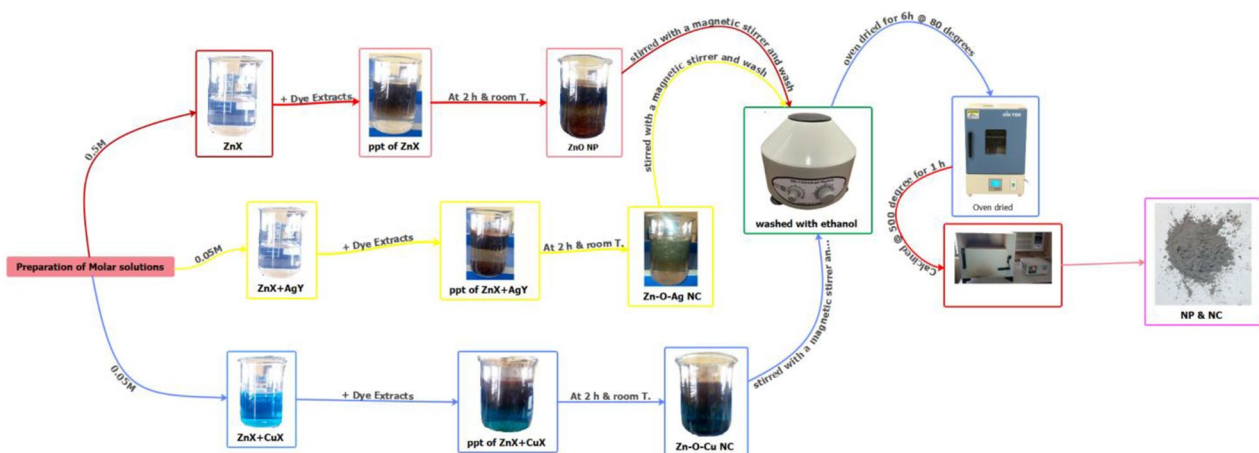 Preparation of Molar solutions
0.5M
ZnX
+ Dye Extracts
ppt of ZnX
At 2 h & room T.
ZnO NP
stirred with a magnetic stirrer and wash
0.05M
ZnX+AgY
+ Dye Extracts
ppt of ZnX+AgY
At 2 h & room T.
Zn-O-Ag NC
stirred with a magnetic stirrer and wash
0.05M
ZnX+CuX
+ Dye Extracts
ppt of ZnX+CuX
At 2 h & room T.
Zn-O-Cu NC
stirred with a magnetic stirrer an...
washed with ethanol
oven dried for 6h @ 80 degrees
Oven dried
Calcined @ 500 degree for 1 h
NP & NC